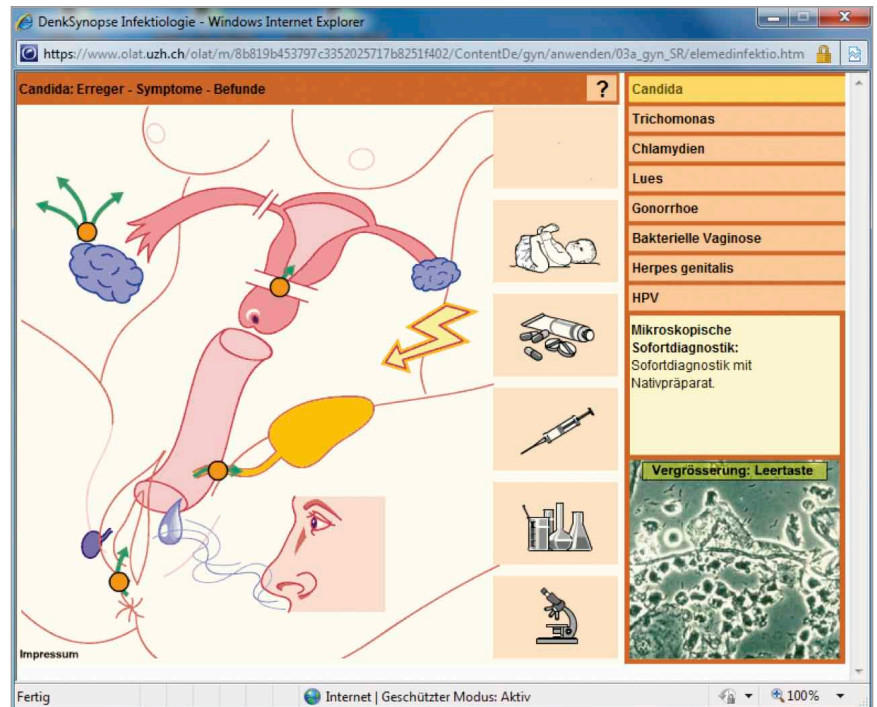 DenkSynopse Infektiologie - Windows Internet Explorer
https://www.olat.uzh.ch/olat/m/8b819b453797c3352025717b8251f402/ContentDe/gyn/anwenden/03a_gyn_SR/elemedinfektio.htm
Candida: Erreger - Symptome - Befunde
?
Candida
Trichomonas
Chlamydien
Lues
Gonorrhoe
Bakterielle Vaginose
Herpes genitalis
HPV
Mikroskopische
Sofortdiagnostik:
Sofortdiagnostik mit
Nativpräparat.
Vergrösserung: Leertaste
Impressum
Fertig
Internet | Geschützter Modus: Aktiv
100%